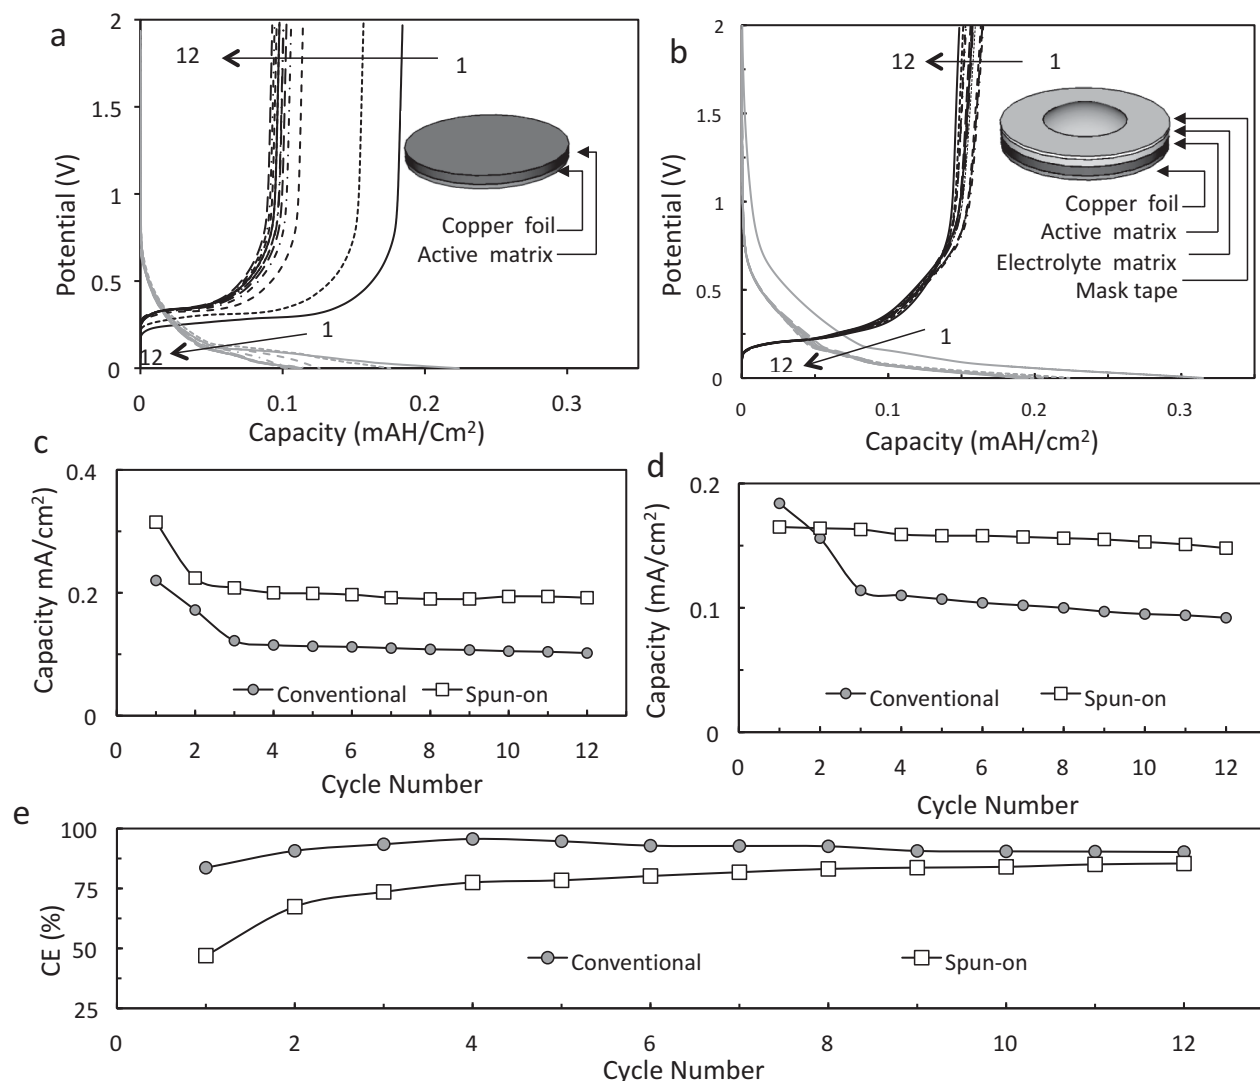 a
2
1.5
1
0.5
0
Potential (V)
12
1
Copper foil
Active matrix
1
12
0
0.1
0.2
0.3
Capacity (mAH/Cm²)
b
2
1.5
1
0.5
0
Potential (V)
12
1
Copper foil
Active matrix
Electrolyte matrix
Mask tape
1
12
0
0.1
0.2
0.3
Capacity (mAH/cm²)
c
0.4
0.2
0
Capacity mA/cm²)
Conventional
Spun-on
0 2 4 6 8 10 12
Cycle Number
d
0.2
0.1
0
Capacity (mA/cm²)
Conventional
Spun-on
0 2 4 6 8 10 12
Cycle Number
e
100
75
50
25
CE (%)
Conventional
Spun-on
0 2 4 6 8 10 12
Cycle Number